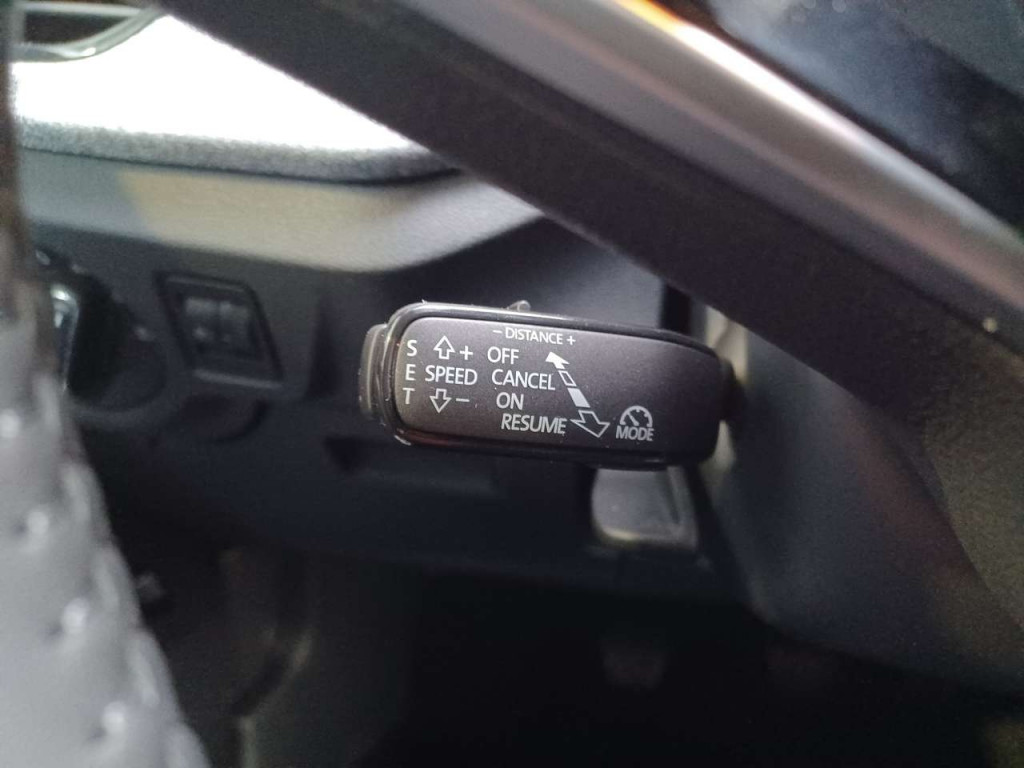 - DISTANCE +
S + OFF
E SPEED CANCEL
T - ON
RESUME
MODE